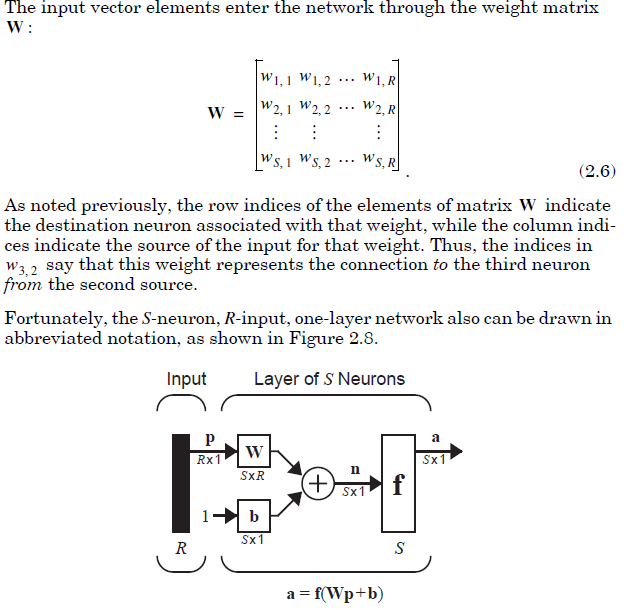 The input vector elements enter the network through the weight matrix
W :
W =
w1, 1 w1, 2 ... w1, R
w2, 1 w2, 2 ... w2, R
⋮ ⋮ ⋮
wS, 1 wS, 2 ... wS, R
.
(2.6)
As noted previously, the row indices of the elements of matrix W indicate
the destination neuron associated with that weight, while the column indi-
ces indicate the source of the input for that weight. Thus, the indices in
w3, 2 say that this weight represents the connection to the third neuron
from the second source.
Fortunately, the S-neuron, R-input, one-layer network also can be drawn in
abbreviated notation, as shown in Figure 2.8.
Input Layer of S Neurons
p
Rx1
W
SxR
1
b
Sx1
+
n
Sx1
f
a
Sx1
R
S
a = f(Wp+b)